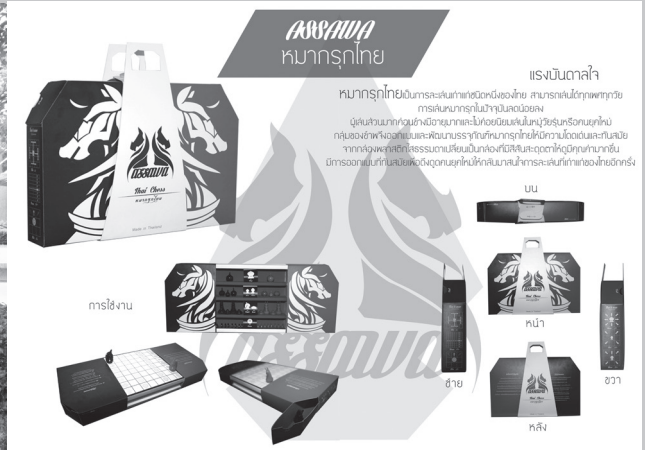 ASSAWA
หมากรุกไทย
แรงบันดาลใจ
หมากรุกไทยเป็นการละเล่นเก่าแก่ชนิดหนึ่งของไทย สามารถเล่นได้ทุกเพศทุกวัย
การเล่นหมากรุกในปัจจุบันลดน้อยลง
ผู้เล่นส่วนมากค่อนข้างมีอายุมากและไม่ค่อยนิยมเล่นในหมู่วัยรุ่นหรือคนยุคใหม่
กลุ่มของข้าพเจ้าจึงออกแบบและพัฒนาบรรจุภัณฑ์หมากรุกไทยให้มีความโดดเด่นและทันสมัย
จากกล่องพลาสติกใสธรรมดาเปลี่ยนเป็นกล่องที่มีสีสันสะดุดตาให้ดูมีคุณค่ามากขึ้น
มีการออกแบบที่ทันสมัยเพื่อดึงดูดคนยุคใหม่ให้กลับมาสนใจการละเล่นที่เก่าแก่ของไทยอีกครั้ง
assawa
Thai Chess
หมากรุกไทย
Made in Thailand
บน
การใช้งาน
หน้า
ซ้าย
ขวา
หลัง
assawa